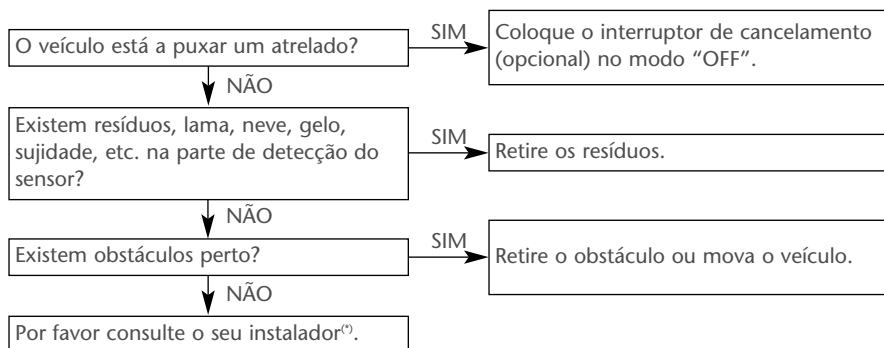 O veículo está a puxar um atrelado?
SIM
Coloque o interruptor de cancelamento
(opcional) no modo “OFF”.
NÃO
Existem resíduos, lama, neve, gelo,
sujidade, etc. na parte de detecção do
sensor?
SIM
Retire os resíduos.
NÃO
Existem obstáculos perto?
SIM
Retire o obstáculo ou mova o veículo.
NÃO
Por favor consulte o seu instalador(*).